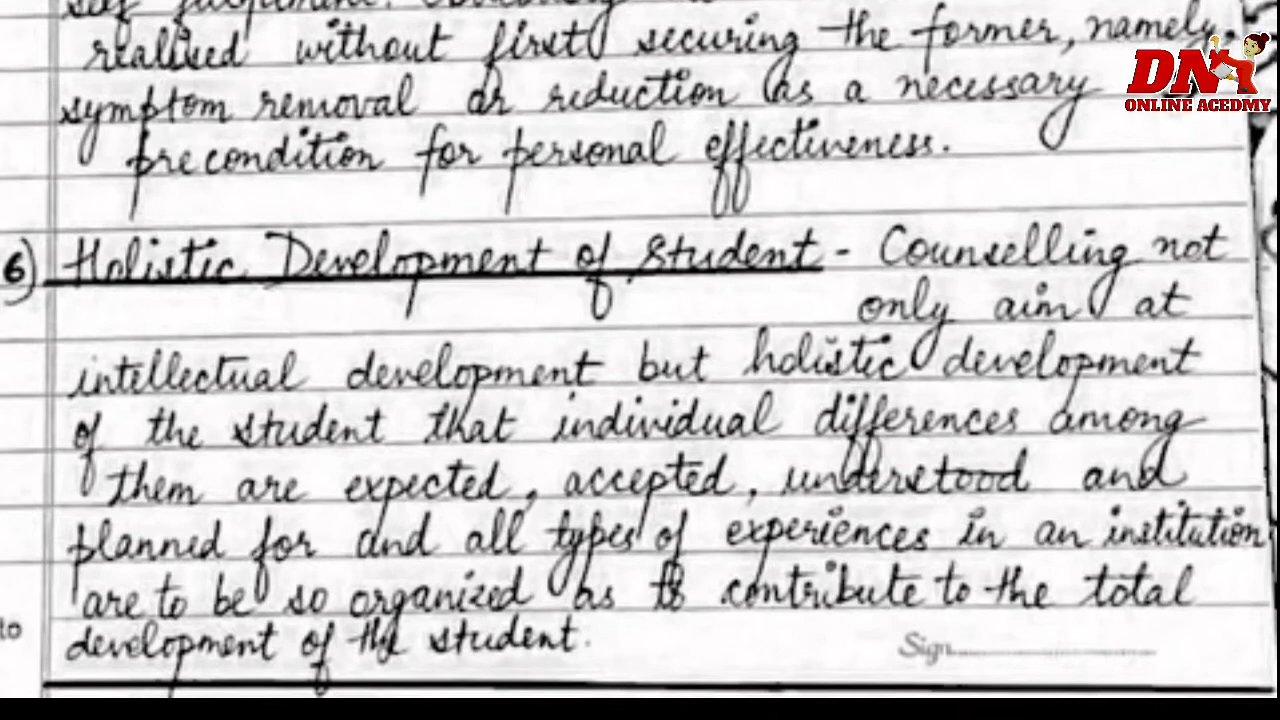 self fulfilment.
realised without first securing the former, namely.
symptom removal or reduction as a necessary
precondition for personal effectiveness.
6) Holistic Development of Student - Counselling not
only aim at
intellectual development but holistic development
of the student that individual differences among
them are expected, accepted, understood and
planned for and all types of experiences in an institution
are to be so organized as to contribute to the total
development of the student.
to
Sign
DN
ONLINE ACEDMY